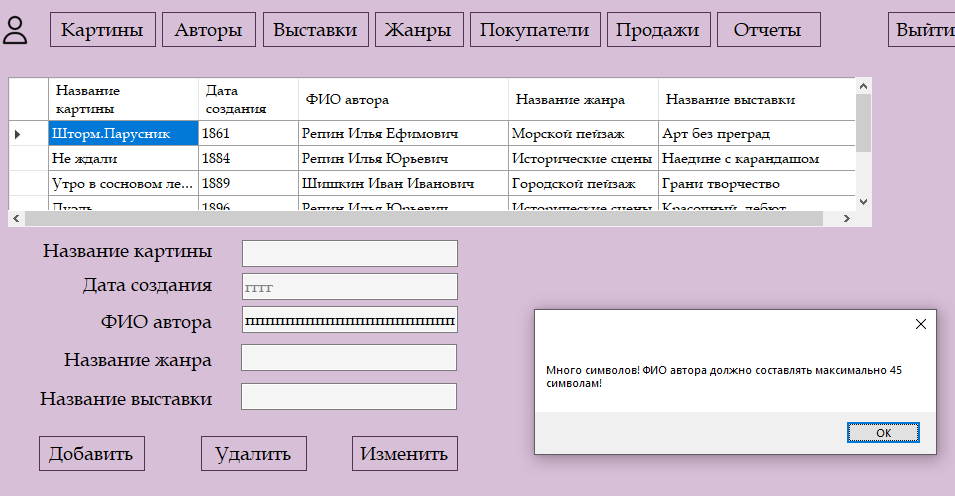 Картины Авторы Выставки Жанры Покупатели Продажи Отчеты Выйти
Название картины Дата создания ФИО автора Название жанра Название выставки
Шторм.Парусник 1861 Репин Илья Ефимович Морской пейзаж Арт без преград
Не ждали 1884 Репин Илья Юрьевич Исторические сцены Наедине с карандашом
Утро в сосновом ле... 1889 Шишкин Иван Иванович Городской пейзаж Грани творчество
Дуэль 1896 Репин Илья Юрьевич Исторические сцены Красочный дебют
Название картины
Дата создания гггг
ФИО автора ппппппппппппппппппппп
Название жанра
Название выставки
Много символов! ФИО автора должно составлять максимально 45
символам!
OK
Добавить Удалить Изменить